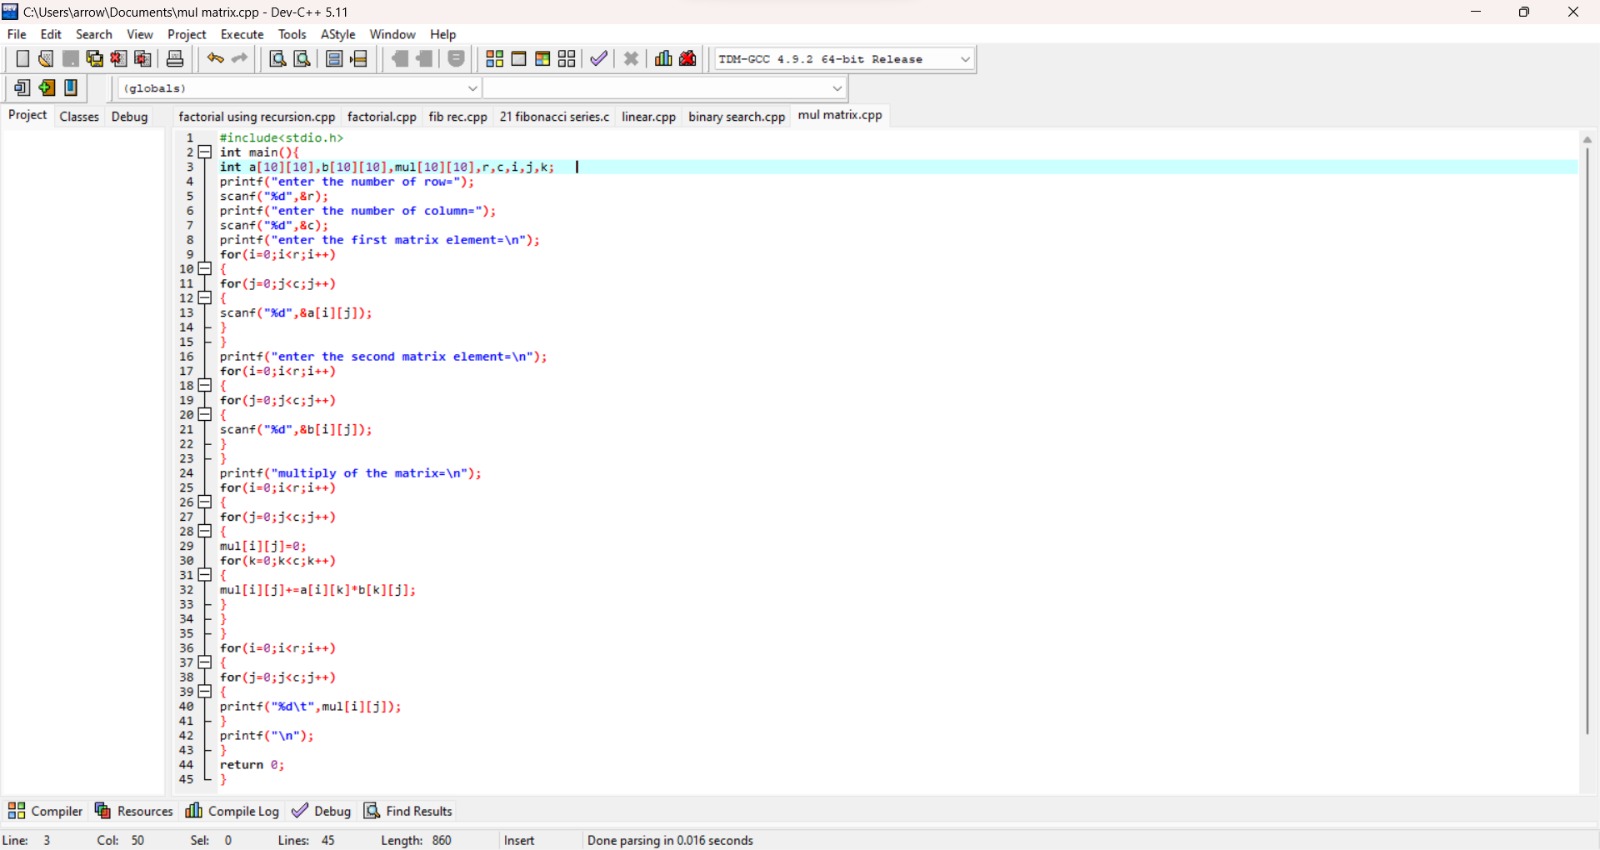 C:\Users\arrow\Documents\mul matrix.cpp - Dev-C++ 5.11
File Edit Search View Project Execute Tools AStyle Window Help
TDM-GCC 4.9.2 64-bit Release
(globals)
Project Classes Debug factorial using recursion.cpp factorial.cpp fib rec.cpp 21 fibonacci series.c linear.cpp binary search.cpp mul matrix.cpp
1 #include<stdio.h>
2 int main(){
3 int a[10][10],b[10][10],mul[10][10],r,c,i,j,k;
4 printf("enter the number of row=");
5 scanf("%d",&r);
6 printf("enter the number of column=");
7 scanf("%d",&c);
8 printf("enter the first matrix element=\n");
9 for(i=0;i<r;i++)
10 {
11 for(j=0;j<c;j++)
12 {
13 scanf("%d",&a[i][j]);
14 }
15 }
16 printf("enter the second matrix element=\n");
17 for(i=0;i<r;i++)
18 {
19 for(j=0;j<c;j++)
20 {
21 scanf("%d",&b[i][j]);
22 }
23 }
24 printf("multiply of the matrix=\n");
25 for(i=0;i<r;i++)
26 {
27 for(j=0;j<c;j++)
28 {
29 mul[i][j]=0;
30 for(k=0;k<c;k++)
31 {
32 mul[i][j]+=a[i][k]*b[k][j];
33 }
34 }
35 }
36 for(i=0;i<r;i++)
37 {
38 for(j=0;j<c;j++)
39 {
40 printf("%d\t",mul[i][j]);
41 }
42 printf("\n");
43 }
44 return 0;
45 }
Compiler Resources Compile Log Debug Find Results
Line: 3 Col: 50 Sel: 0 Lines: 45 Length: 860 Insert Done parsing in 0.016 seconds